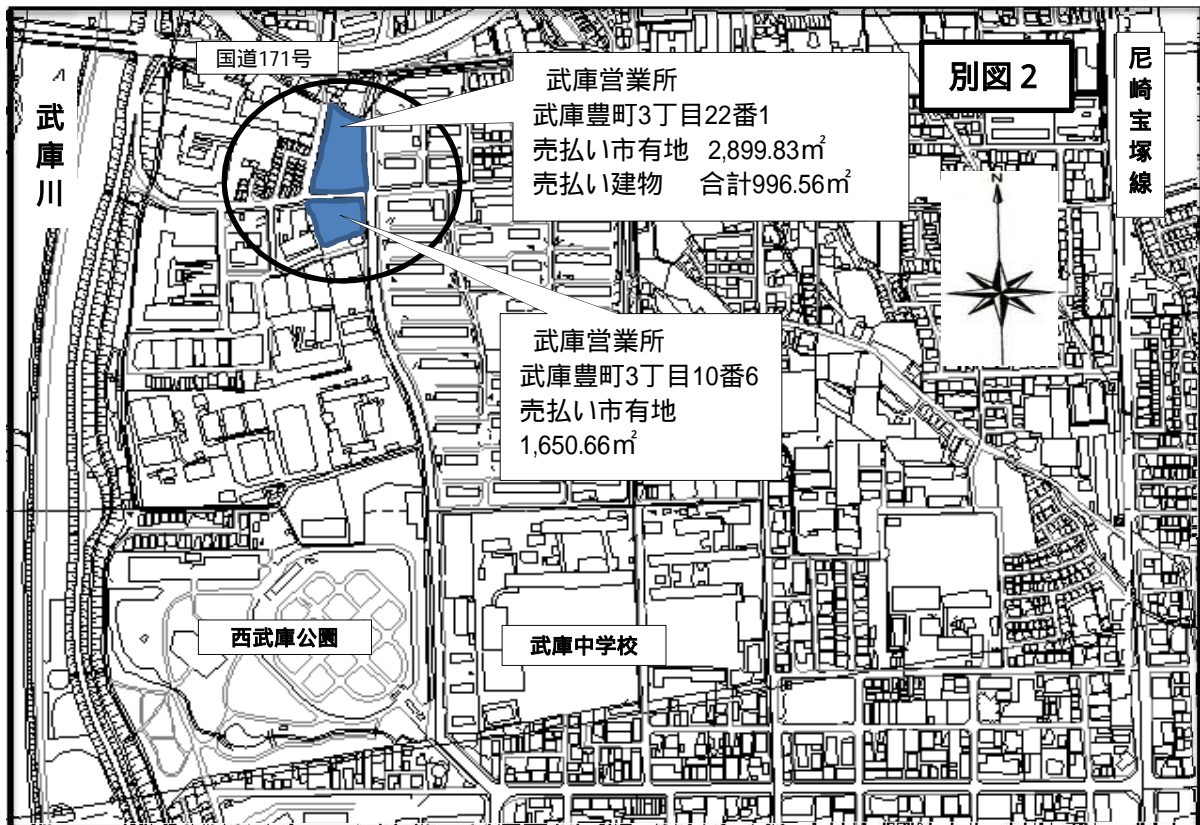 国道171号
武庫営業所
武庫豊町3丁目22番1
売払い市有地 2,899.83㎡
売払い建物 合計996.56㎡
別図2
尼崎宝塚線
武庫川
N
武庫営業所
武庫豊町3丁目10番6
売払い市有地
1,650.66㎡
西武庫公園
武庫中学校